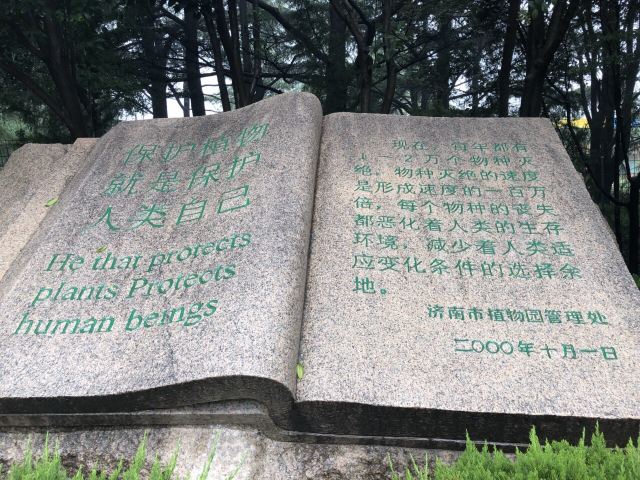 保护植物
就是保护
人类自己
He that protects
plants Protects
human beings
现在，每年都有
1－2万个物种灭
绝。物种灭绝的速度
是形成速度的一百万
倍，每个物种的丧失
都恶化着人类的生存
环境，减少着人类适
应变化条件的选择余
地。
济南市植物园管理处
二〇〇〇年十月一日